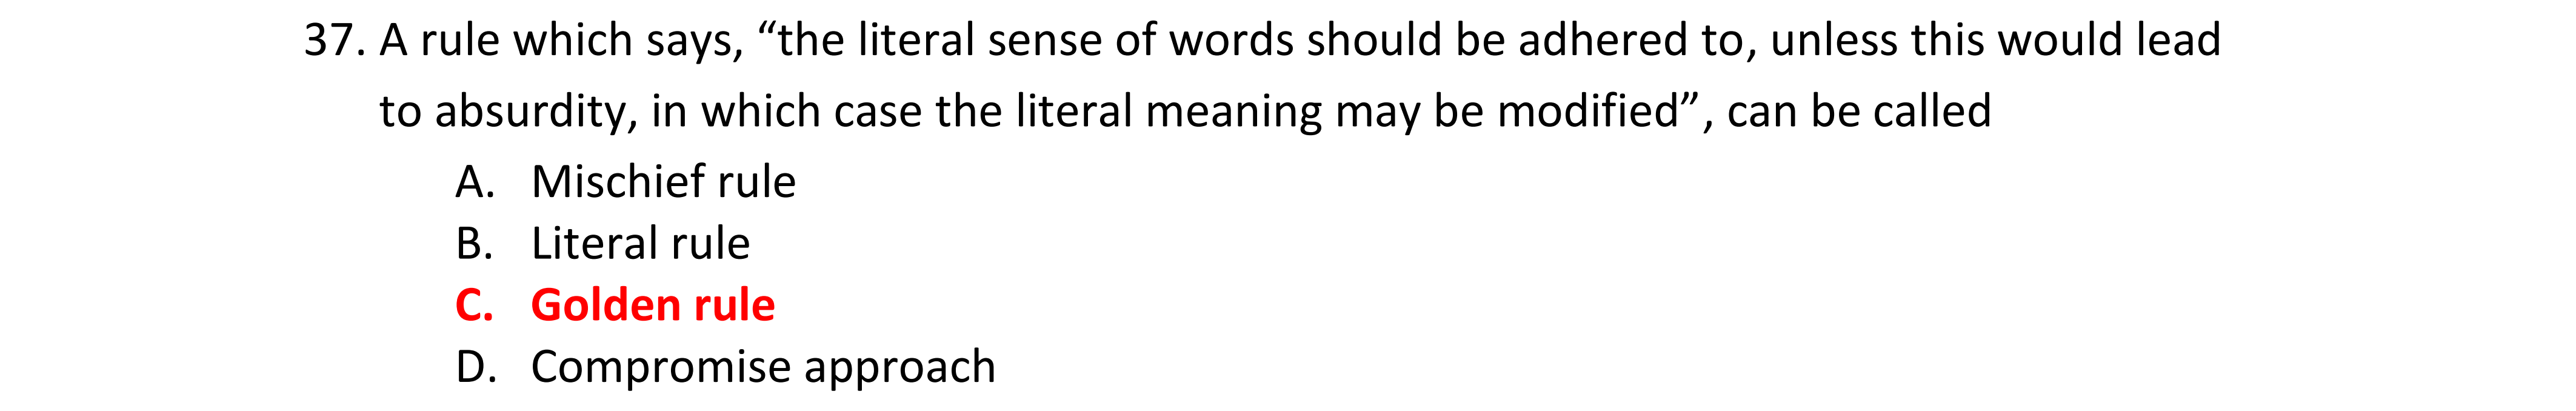 37. A rule which says, “the literal sense of words should be adhered to, unless this would lead
to absurdity, in which case the literal meaning may be modified”, can be called
A. Mischief rule
B. Literal rule
C. Golden rule
D. Compromise approach